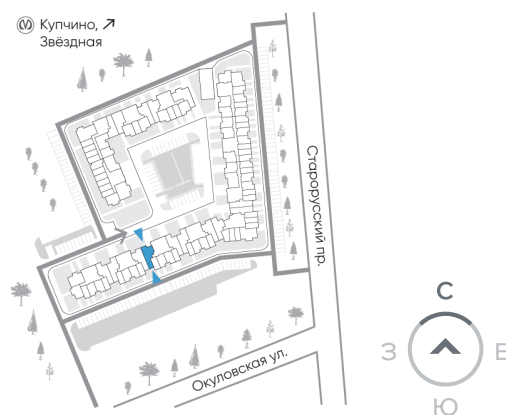 Купчино, ↗
Звёздная
Старорусский пр.
Окуловская ул.
С
З
В
Ю